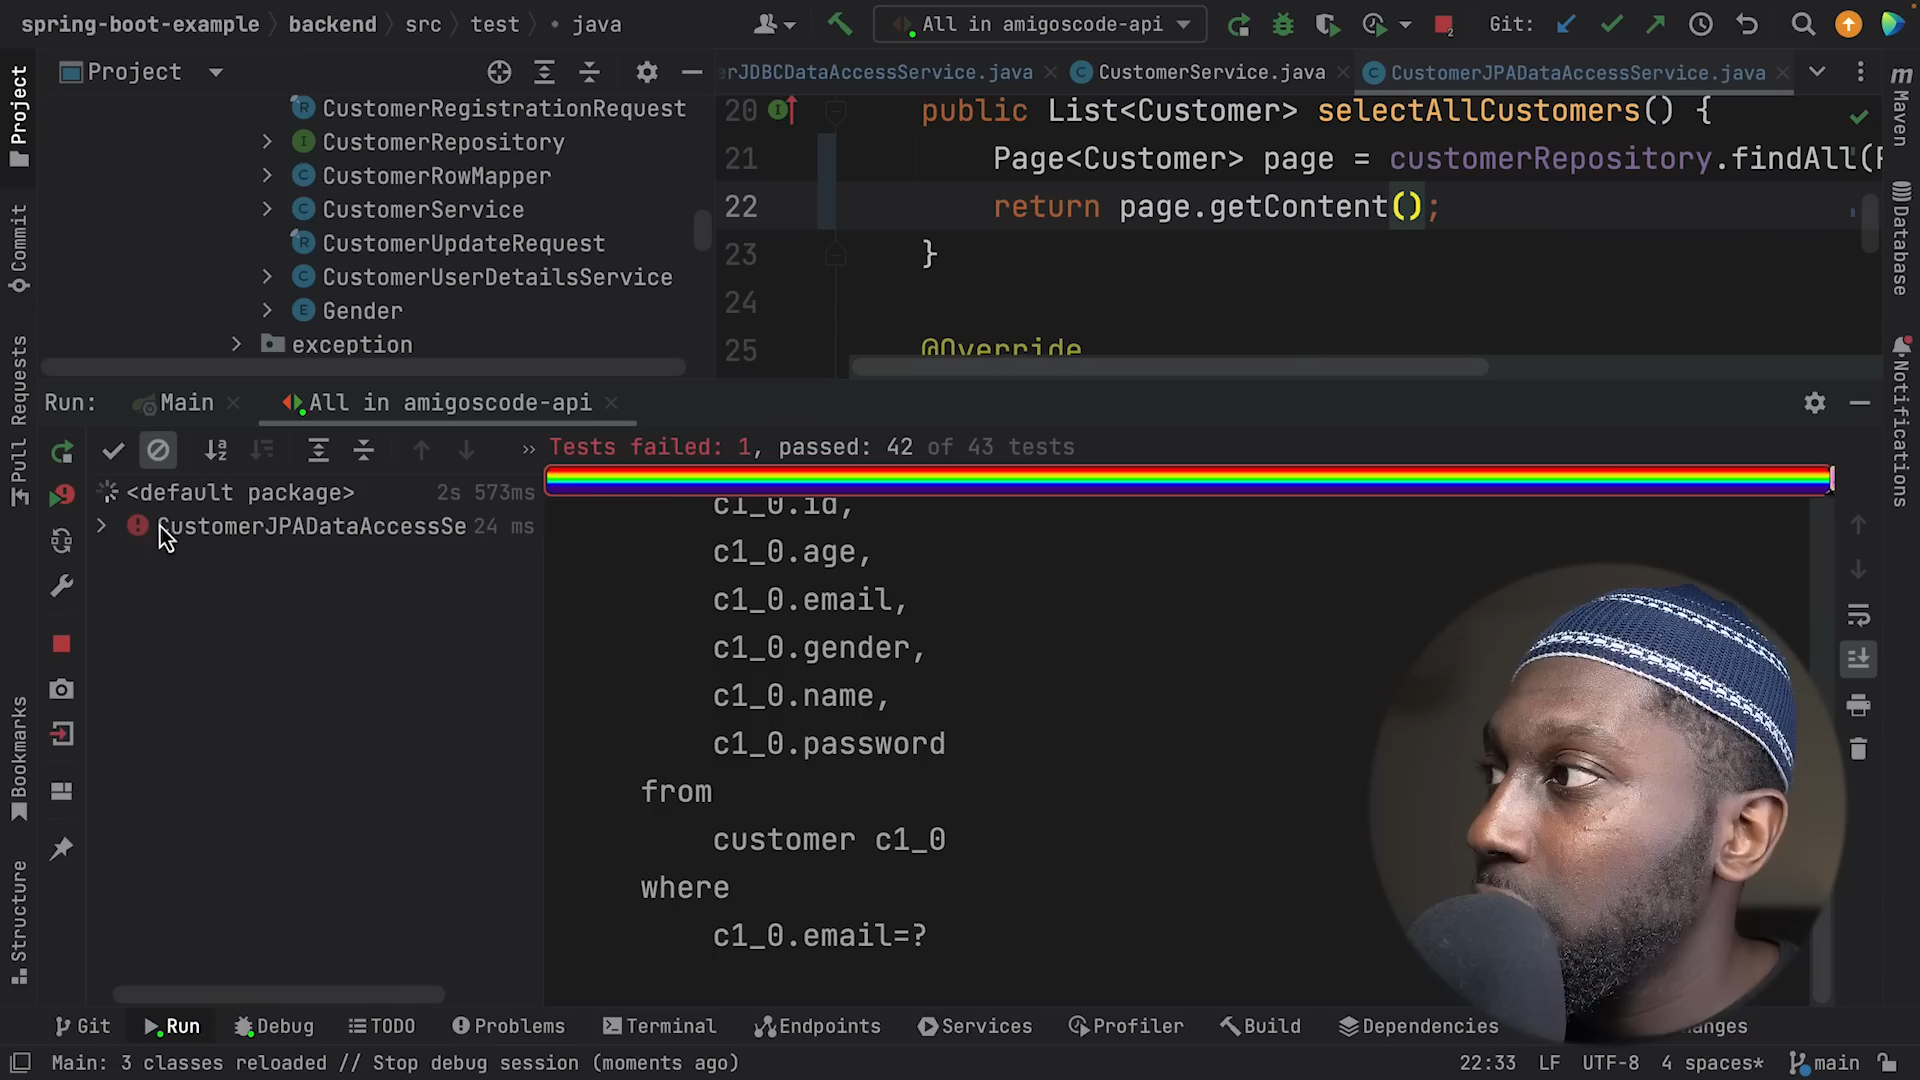 spring-boot-example backend src test java
All in amigoscode-api
2
Git:
Project
erJDBCDataAccessService.java CustomerService.java CustomerJPADataAccessService.java
CustomerRegistrationRequest
CustomerRepository
CustomerRowMapper
CustomerService
CustomerUpdateRequest
CustomerUserDetailsService
Gender
exception
20 public List<Customer> selectAllCustomers() {
21 Page<Customer> page = customerRepository.findAll(
22 return page.getContent();
23 }
24
25 @Override
Run: Main All in amigoscode-api
Tests failed: 1, passed: 42 of 43 tests
<default package> 2s 573ms
CustomerJPADataAccessSe 24 ms
c1_0.id,
c1_0.age,
c1_0.email,
c1_0.gender,
c1_0.name,
c1_0.password
from
customer c1_0
where
c1_0.email=?
Project
Commit
Pull Requests
Bookmarks
Structure
Maven
Database
Notifications
Git Run Debug TODO Problems Terminal Endpoints Services Profiler Build Dependencies
Main: 3 classes reloaded // Stop debug session (moments ago)
22:33 LF UTF-8 4 spaces* main